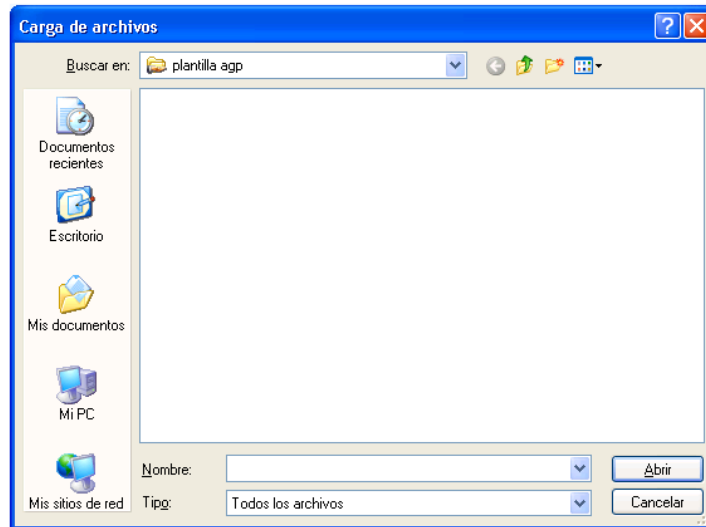 Carga de archivos
Buscar en: plantilla agp
Documentos
recientes
Escritorio
Mis documentos
Mi PC
Mis sitios de red
Nombre: Abrir
Tipo: Todos los archivos Cancelar